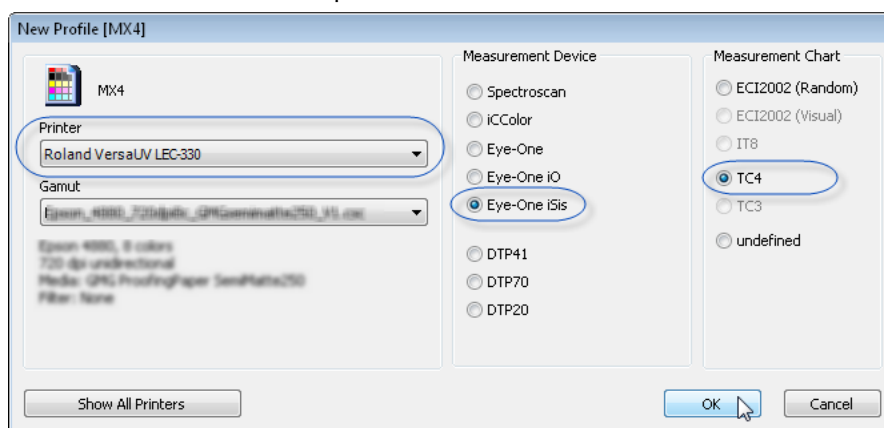 New Profile [MX4]
MX4
Printer
Roland VersaUV LEC-330
Gamut
Show All Printers
Measurement Device
Spectroscan
iCColor
Eye-One
Eye-One iO
Eye-One iSis
DTP41
DTP70
DTP20
Measurement Chart
ECI2002 (Random)
ECI2002 (Visual)
IT8
TC4
TC3
undefined
OK
Cancel